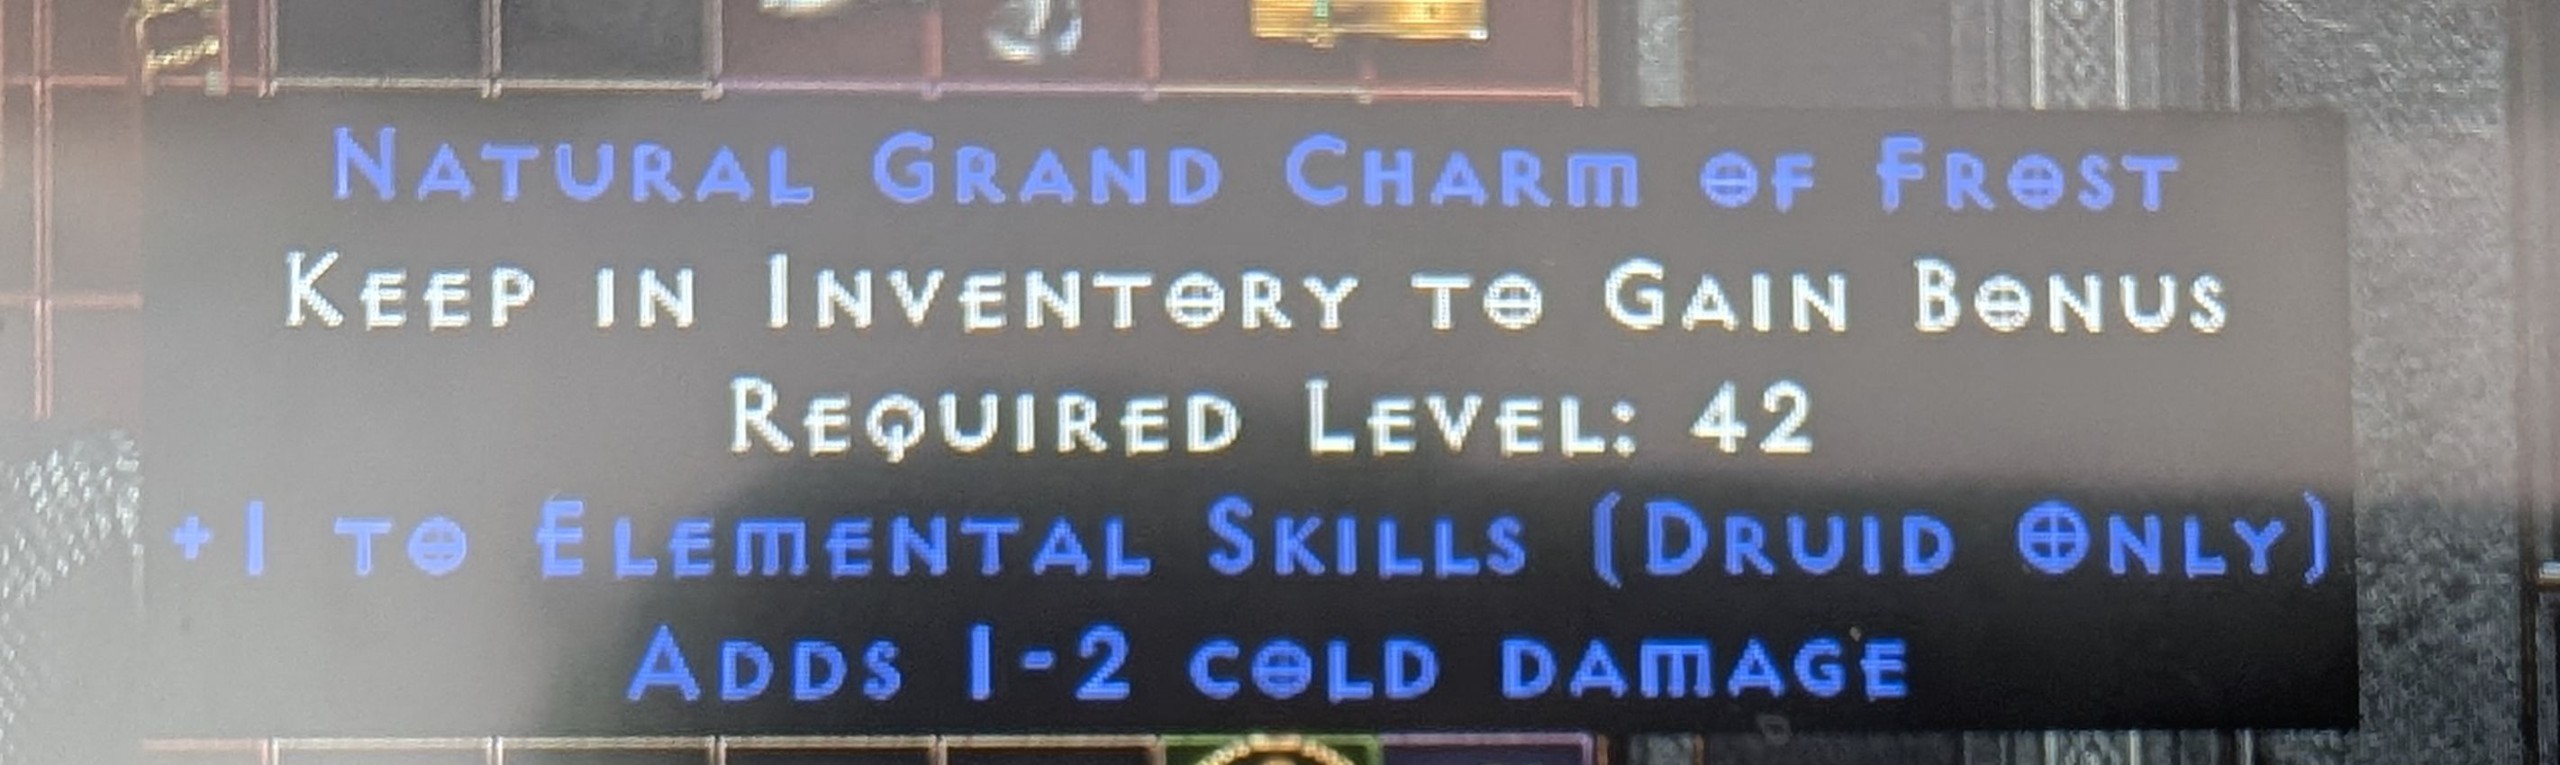 Natural Grand Charm of Frost
Keep in Inventory to Gain Bonus
Required Level: 42
+1 to Elemental Skills (Druid Only)
Adds 1-2 cold damage